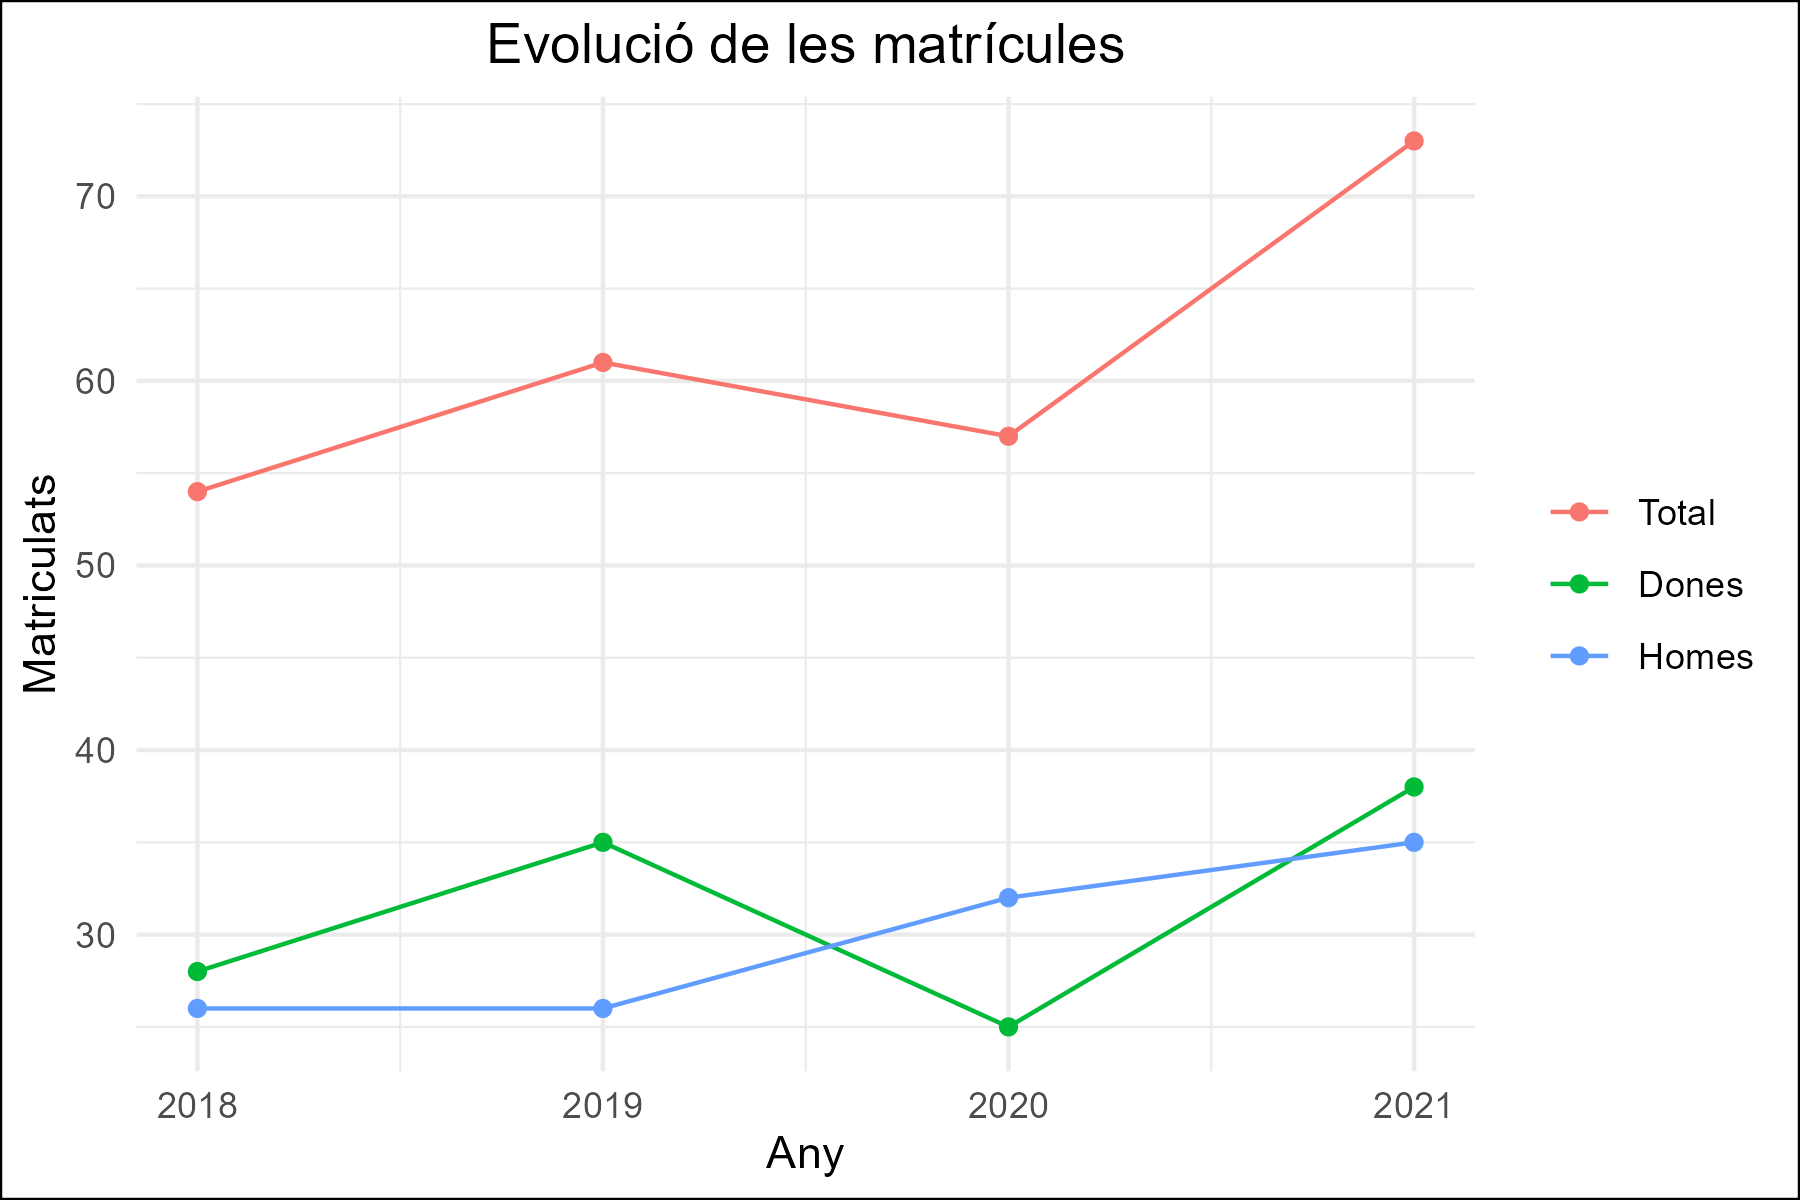 Evolució de les matrícules
Matriculats
70
60
50
40
30
2018 2019 2020 2021
Any
Total
Dones
Homes